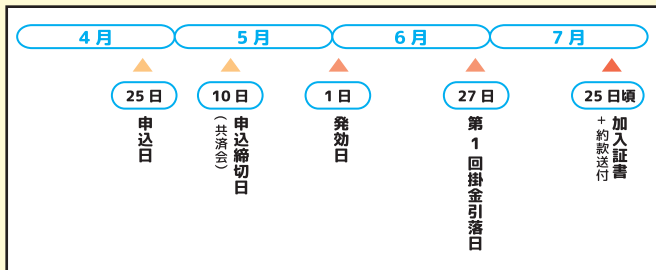 4月
5月
6月
7月
25日
申込日
10日
申込締切日
（共済会）
1日
発効日
27日
第1回掛金引落日
25日頃
加入証書
+約款送付